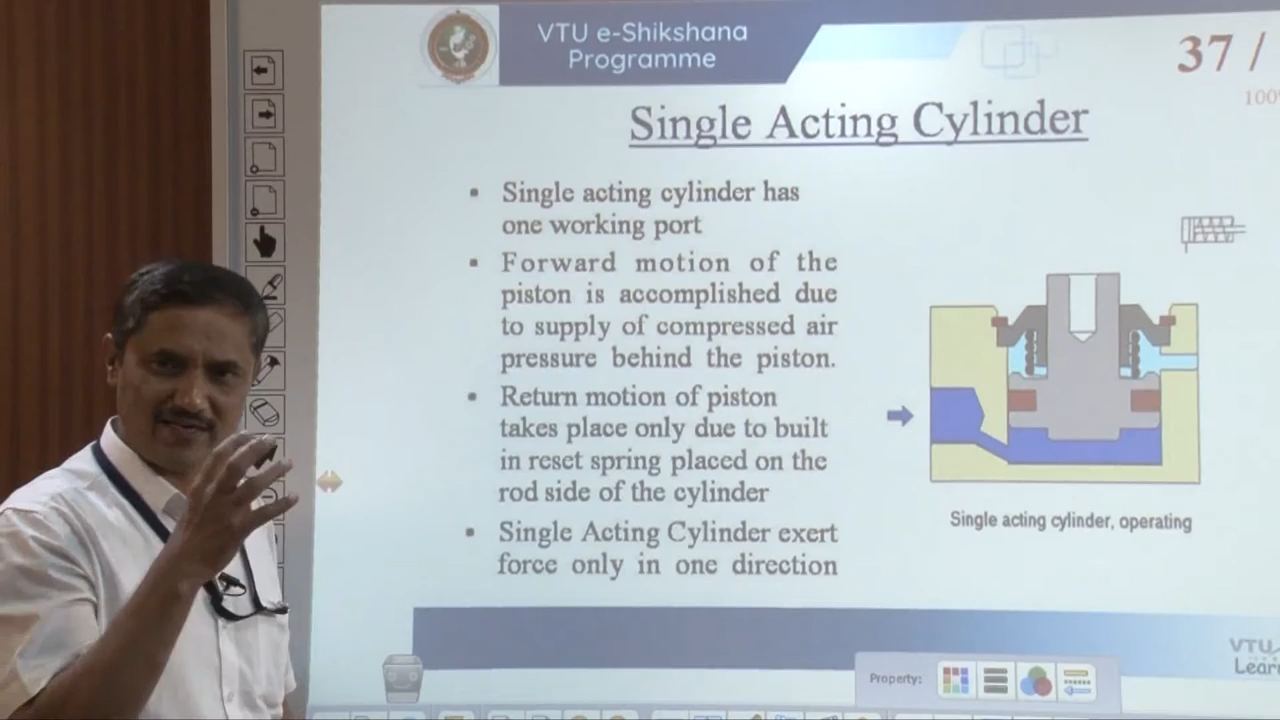 VTU e-Shikshana
Programme
37 /
Single Acting Cylinder
▪ Single acting cylinder has
one working port
▪ Forward motion of the
piston is accomplished due
to supply of compressed air
pressure behind the piston.
▪ Return motion of piston
takes place only due to built
in reset spring placed on the
rod side of the cylinder
▪ Single Acting Cylinder exert
force only in one direction
Single acting cylinder, operating
VTU
Property: